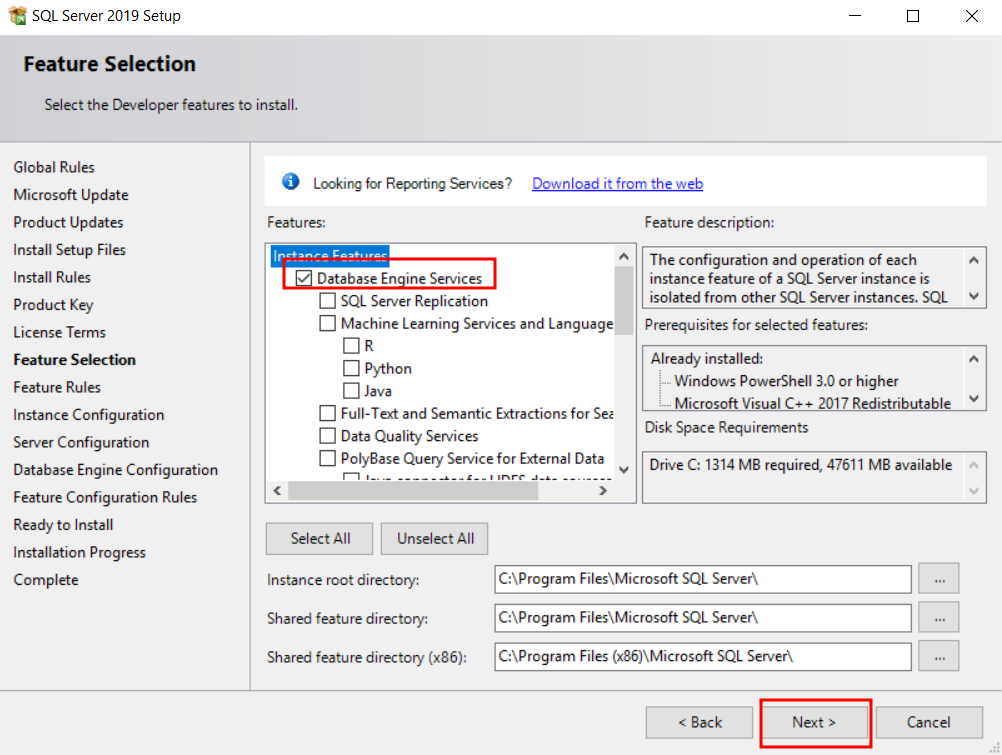 SQL Server 2019 Setup
Feature Selection
Select the Developer features to install.
Global Rules
Microsoft Update
Product Updates
Install Setup Files
Install Rules
Product Key
License Terms
Feature Selection
Feature Rules
Instance Configuration
Server Configuration
Database Engine Configuration
Feature Configuration Rules
Ready to Install
Installation Progress
Complete
Looking for Reporting Services? Download it from the web
Features:
Instance Features
Database Engine Services
SQL Server Replication
Machine Learning Services and Language
R
Python
Java
Full-Text and Semantic Extractions for Sea
Data Quality Services
PolyBase Query Service for External Data
Java connector for HDFS data sources
Feature description:
The configuration and operation of each
instance feature of a SQL Server instance is
isolated from other SQL Server instances. SQL
Prerequisites for selected features:
Already installed:
Windows PowerShell 3.0 or higher
Microsoft Visual C++ 2017 Redistributable
Disk Space Requirements
Drive C: 1314 MB required, 47611 MB available
Select All
Unselect All
Instance root directory:
C:\Program Files\Microsoft SQL Server\
...
Shared feature directory:
C:\Program Files\Microsoft SQL Server\
...
Shared feature directory (x86):
C:\Program Files (x86)\Microsoft SQL Server\
...
< Back
Next >
Cancel